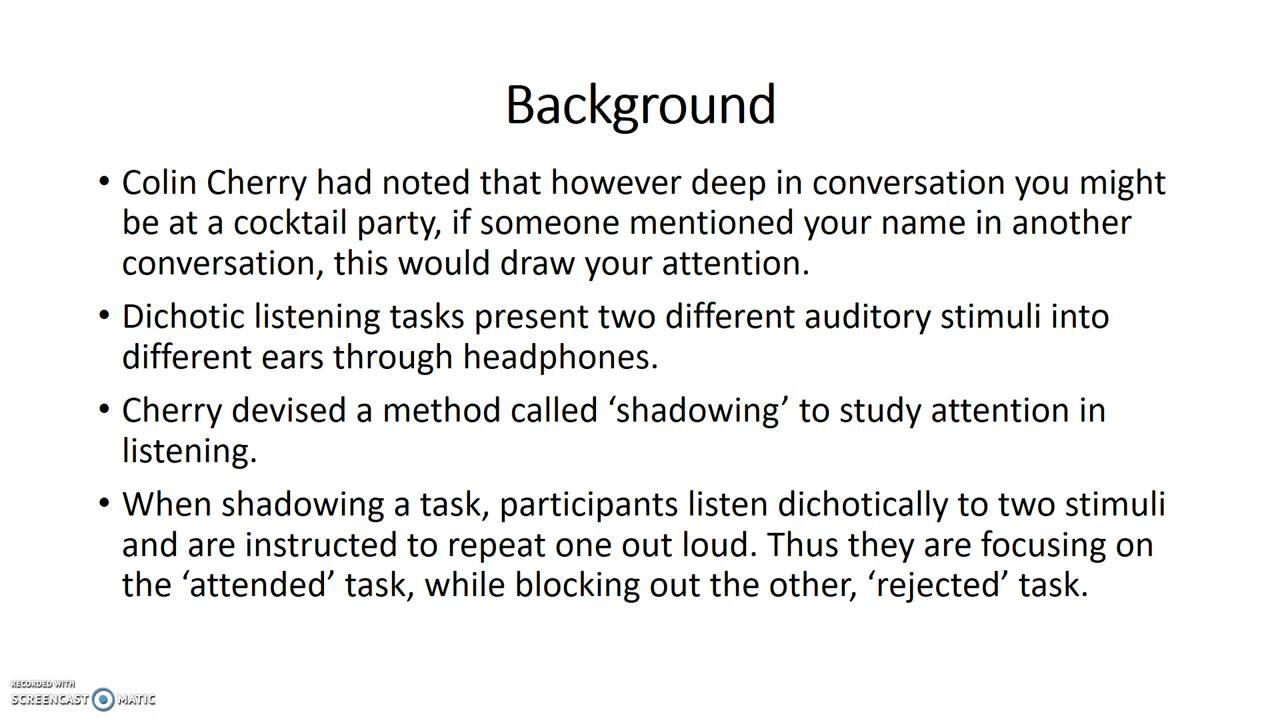 Background
• Colin Cherry had noted that however deep in conversation you might
be at a cocktail party, if someone mentioned your name in another
conversation, this would draw your attention.
• Dichotic listening tasks present two different auditory stimuli into
different ears through headphones.
• Cherry devised a method called ‘shadowing’ to study attention in
listening.
• When shadowing a task, participants listen dichotically to two stimuli
and are instructed to repeat one out loud. Thus they are focusing on
the ‘attended’ task, while blocking out the other, ‘rejected’ task.
RECORDED WITH
SCREENCAST MATIC